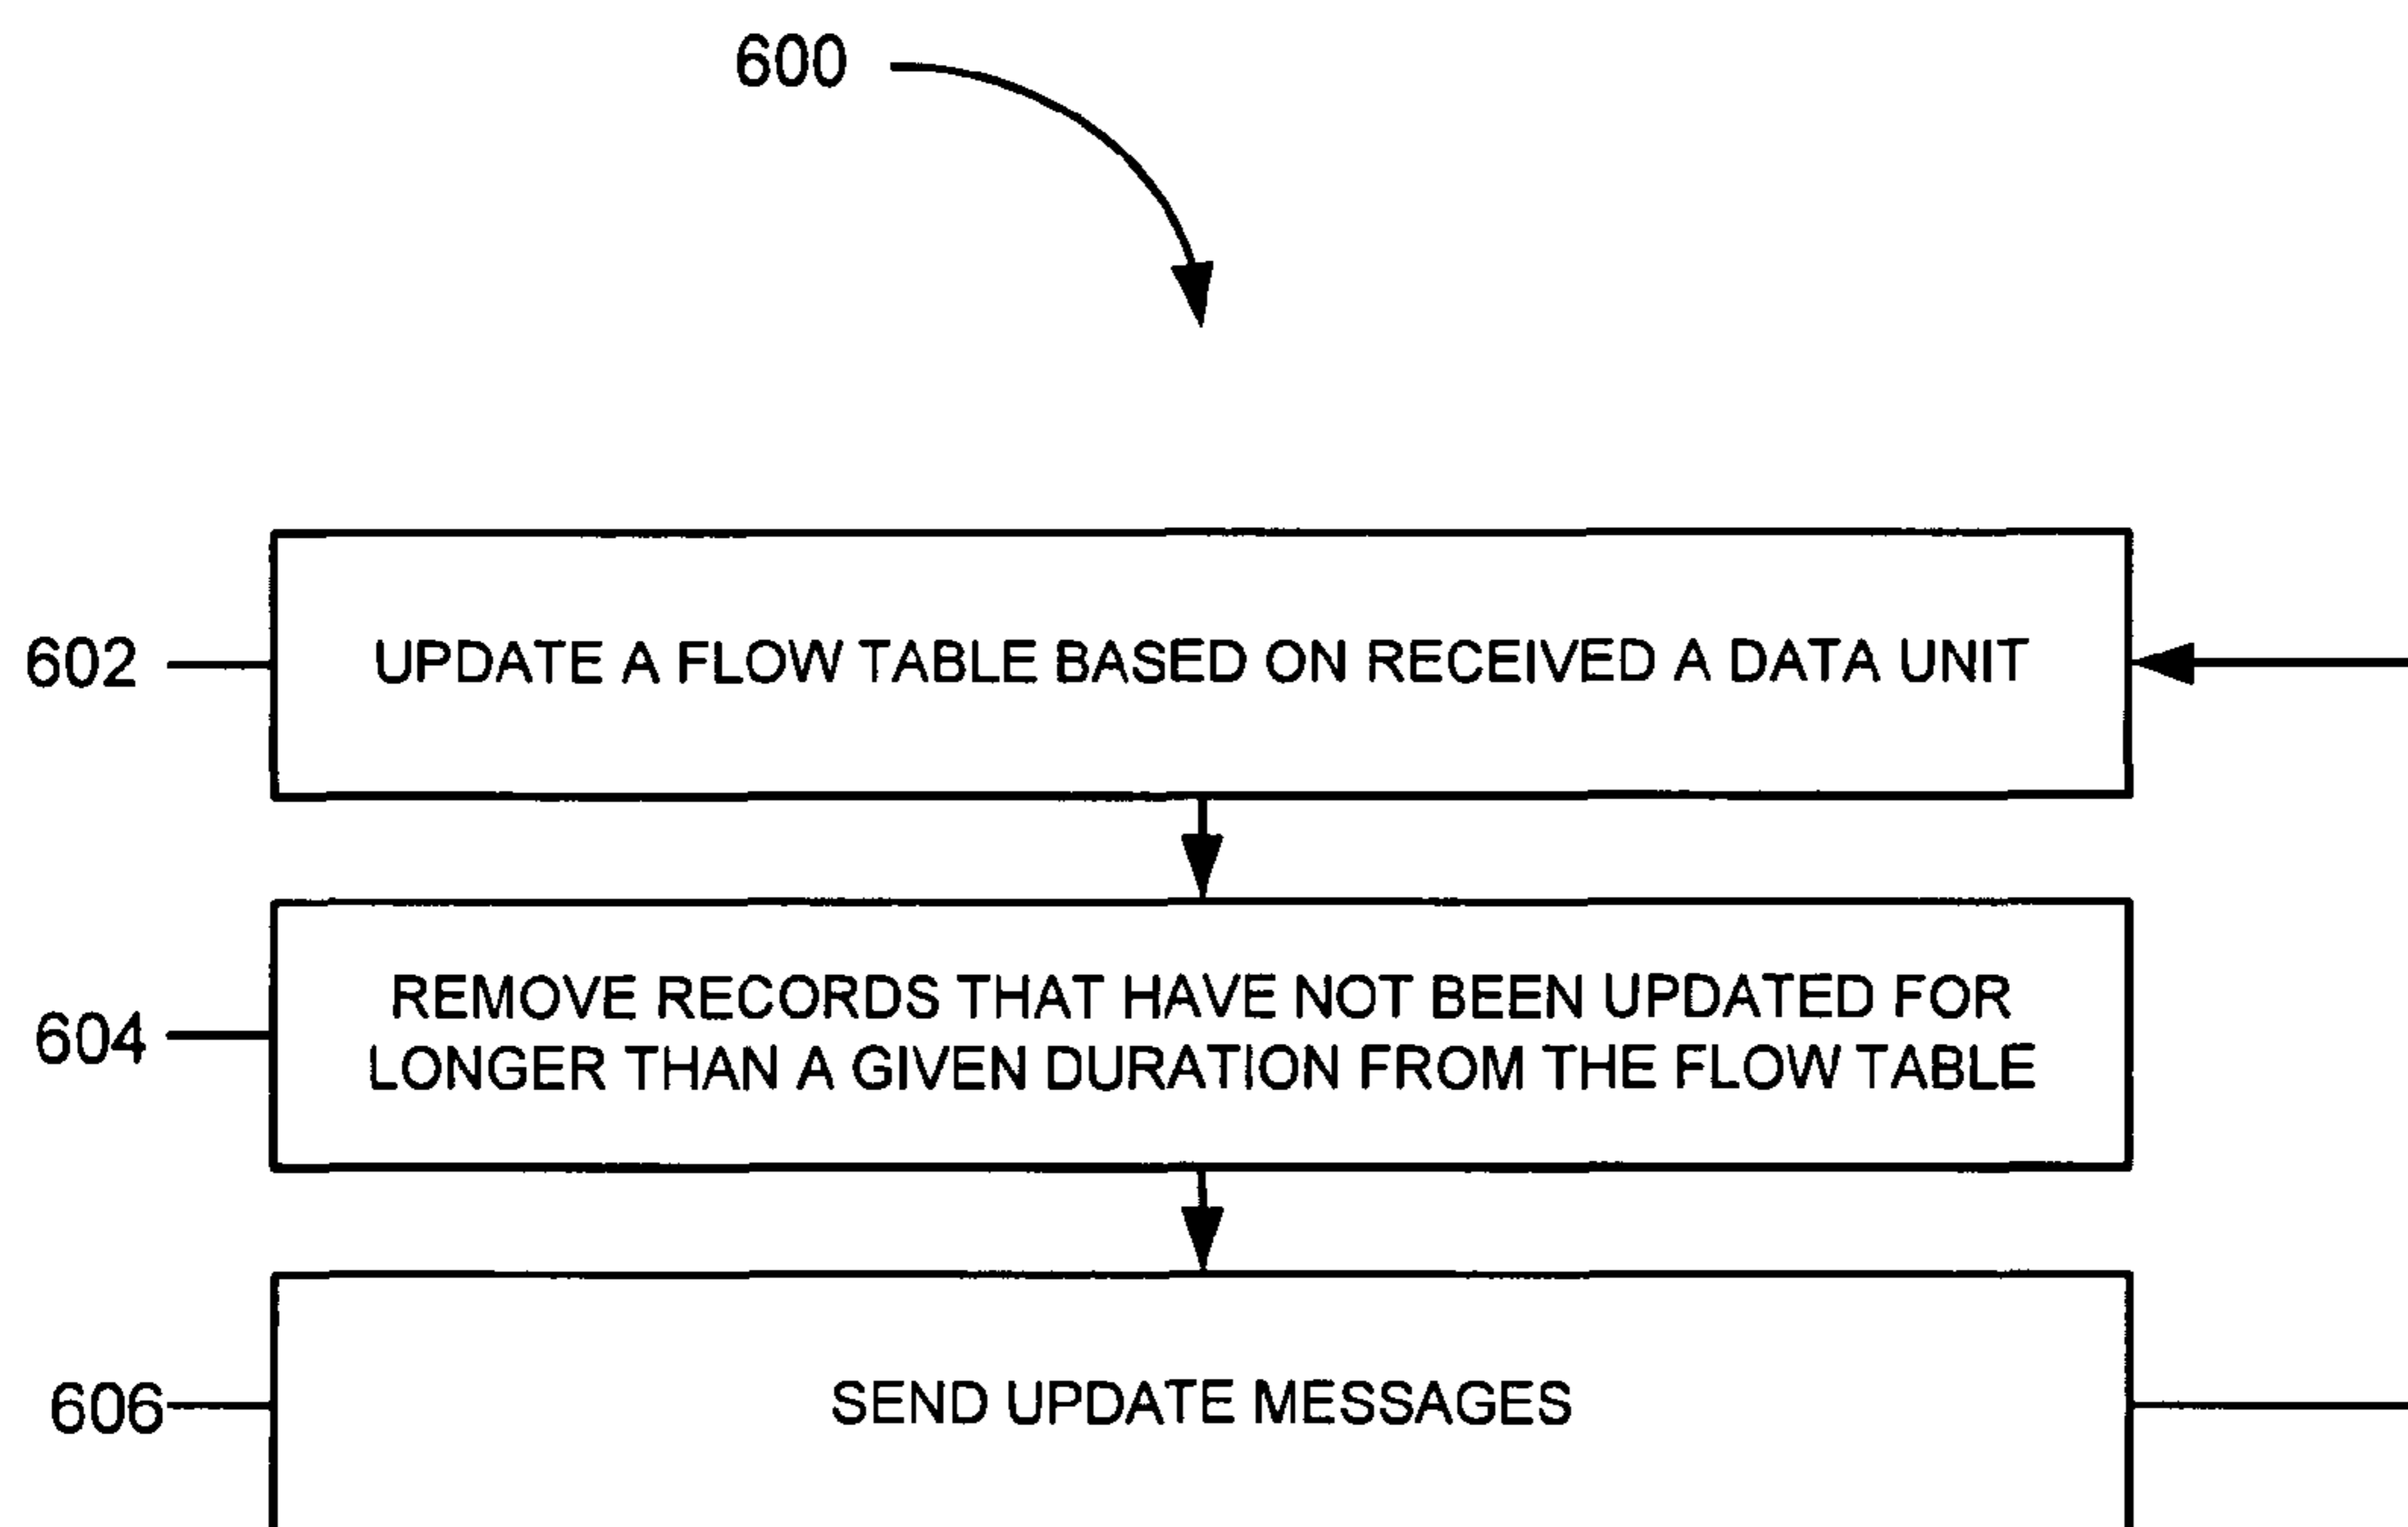 600
602
UPDATE A FLOW TABLE BASED ON RECEIVED A DATA UNIT
604
REMOVE RECORDS THAT HAVE NOT BEEN UPDATED FOR
LONGER THAN A GIVEN DURATION FROM THE FLOW TABLE
606
SEND UPDATE MESSAGES